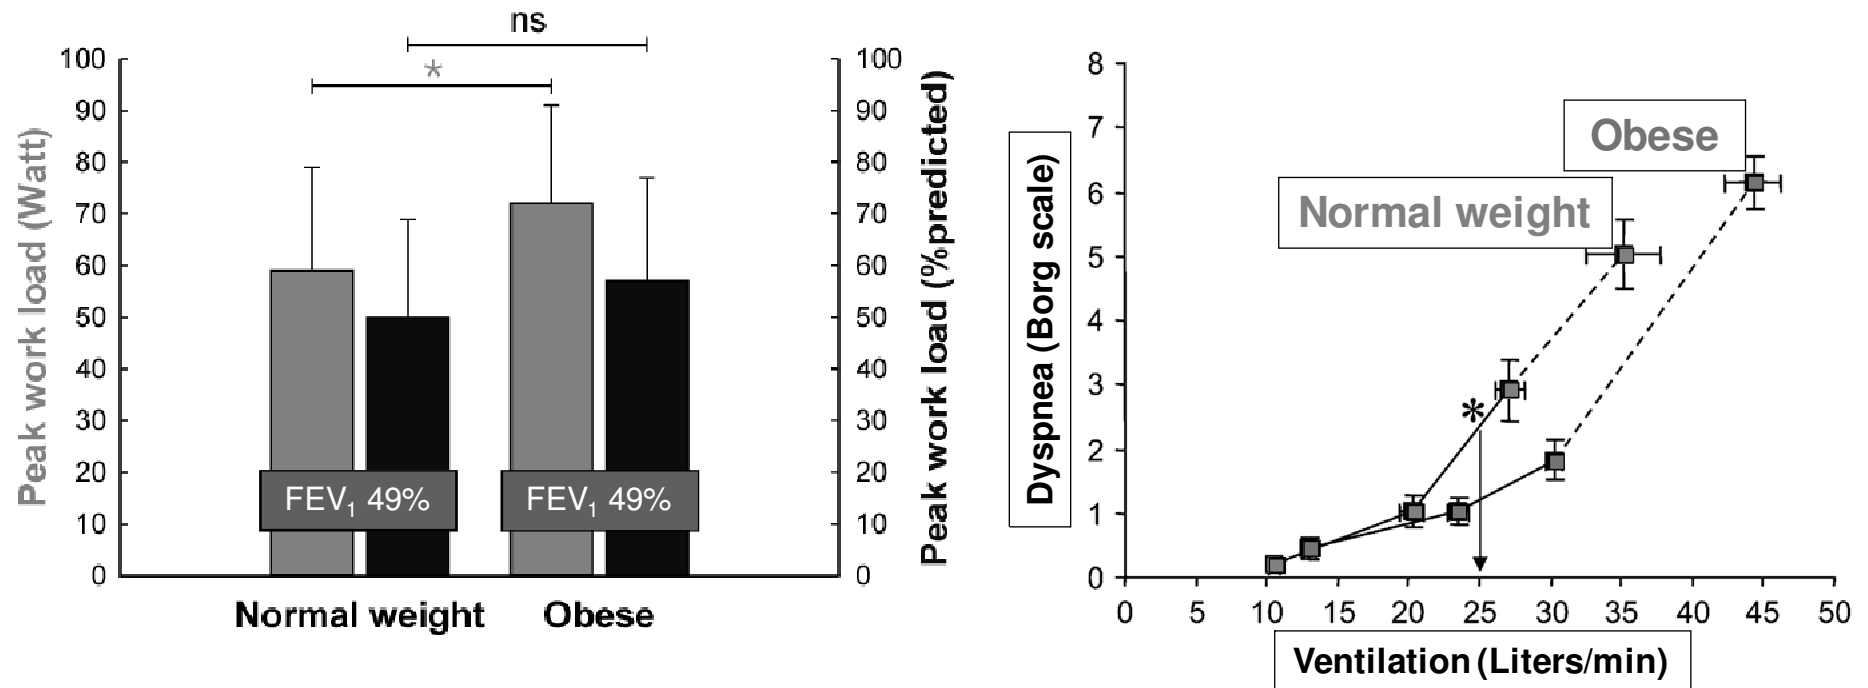 ns
*
Peak work load (Watt)
100
90
80
70
60
50
40
30
20
10
0
FEV1 49%
FEV1 49%
Normal weight
Obese
100
90
80
70
60
50
40
30
20
10
0
Peak work load (%predicted)
Dyspnea (Borg scale)
8
7
6
5
4
3
2
1
0
Obese
Normal weight
*
0 5 10 15 20 25 30 35 40 45 50
Ventilation (Liters/min)